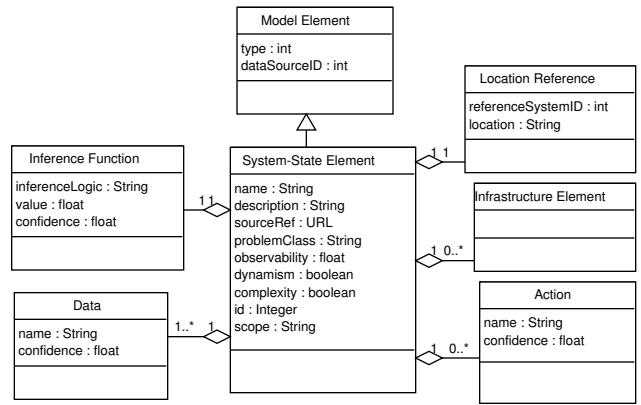 Model Element
type : int
dataSourceID : int
Location Reference
referenceSystemID : int
location : String
Inference Function
inferenceLogic : String
value : float
confidence : float
System-State Element
name : String
description : String
sourceRef : URL
problemClass : String
observability : float
dynamism : boolean
complexity : boolean
id : Integer
scope : String
Infrastructure Element
Data
name : String
confidence : float
Action
name : String
confidence : float
1 1
1 1
1 0..*
1..* 1
1 0..*